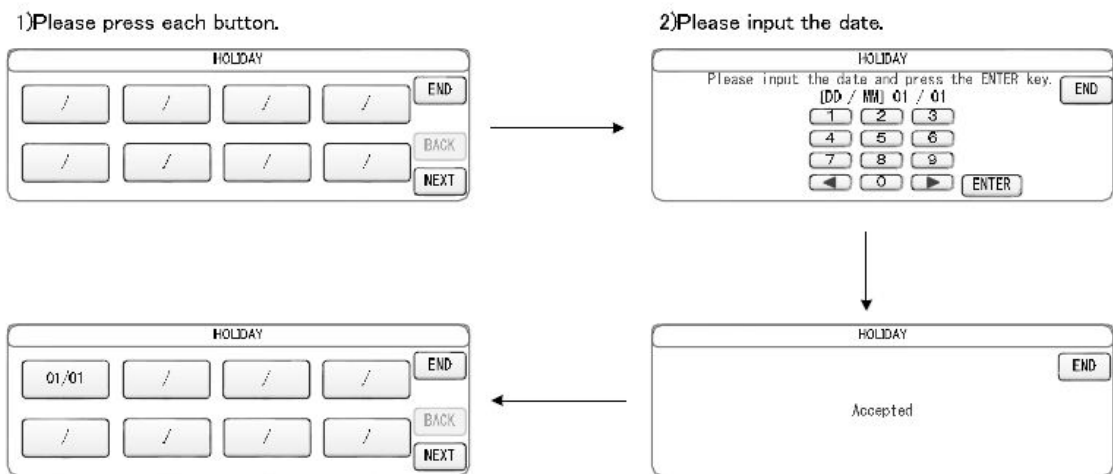 1)Please press each button.
HOLIDAY
/ / / / END
BACK
/ / / / NEXT
2)Please input the date.
HOLIDAY
Please input the date and press the ENTER key. END
[DD / MM] 01 / 01
1 2 3
4 5 6
7 8 9
◀ 0 ▶ ENTER
HOLIDAY
END
Accepted
HOLIDAY
01/01 / / / END
BACK
/ / / / NEXT